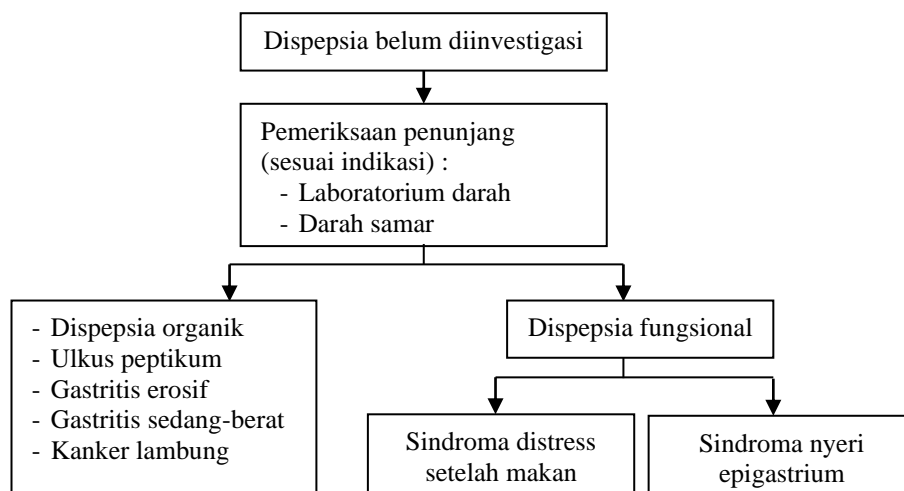 Dispepsia belum diinvestigasi
Pemeriksaan penunjang
(sesuai indikasi) :
- Laboratorium darah
- Darah samar
- Dispepsia organik
- Ulkus peptikum
- Gastritis erosif
- Gastritis sedang-berat
- Kanker lambung
Dispepsia fungsional
Sindroma distress
setelah makan
Sindroma nyeri
epigastrium